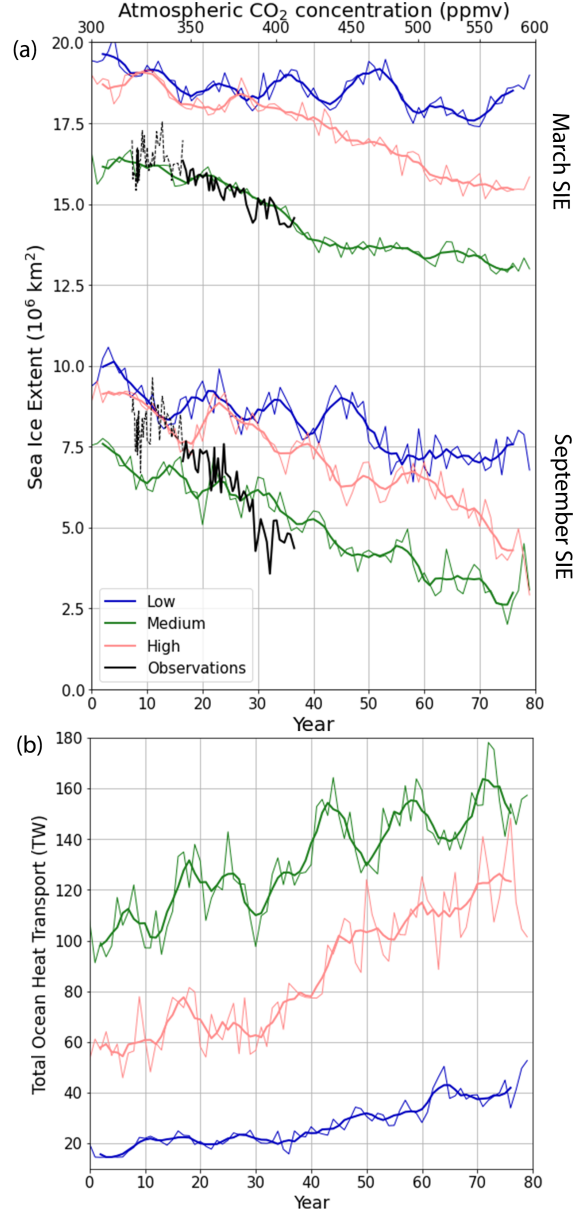 Atmospheric CO₂ concentration (ppmv)
300 350 400 450 500 550 600
(a)
20.0
17.5
15.0
12.5
10.0
7.5
5.0
2.5
0.0
Sea Ice Extent (10⁶ km²)
March SIE
September SIE
Low
Medium
High
Observations
0 10 20 30 40 50 60 70 80
Year
(b)
180
160
140
120
100
80
60
40
20
Total Ocean Heat Transport (TW)
0 10 20 30 40 50 60 70 80
Year